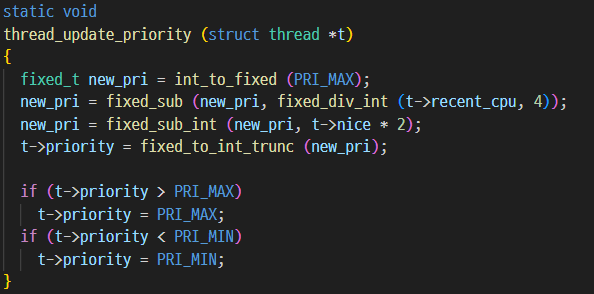 static void
thread_update_priority (struct thread *t)
{
  fixed_t new_pri = int_to_fixed (PRI_MAX);
  new_pri = fixed_sub (new_pri, fixed_div_int (t->recent_cpu, 4));
  new_pri = fixed_sub_int (new_pri, t->nice * 2);
  t->priority = fixed_to_int_trunc (new_pri);

  if (t->priority > PRI_MAX)
    t->priority = PRI_MAX;
  if (t->priority < PRI_MIN)
    t->priority = PRI_MIN;
}